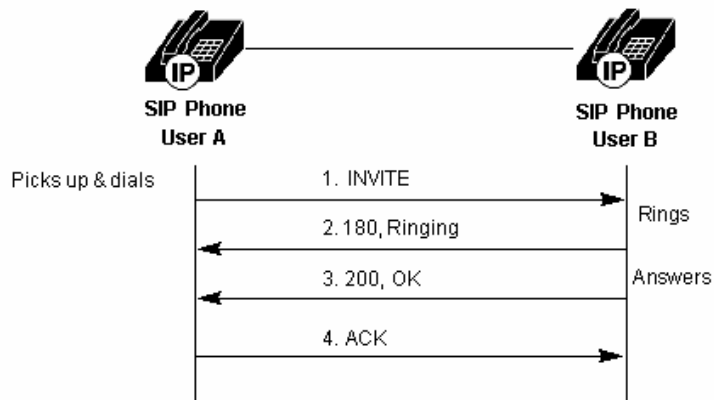 IP
IP
SIP Phone
User A
SIP Phone
User B
Picks up & dials
1. INVITE
Rings
2.180, Ringing
3. 200, OK
Answers
4. ACK